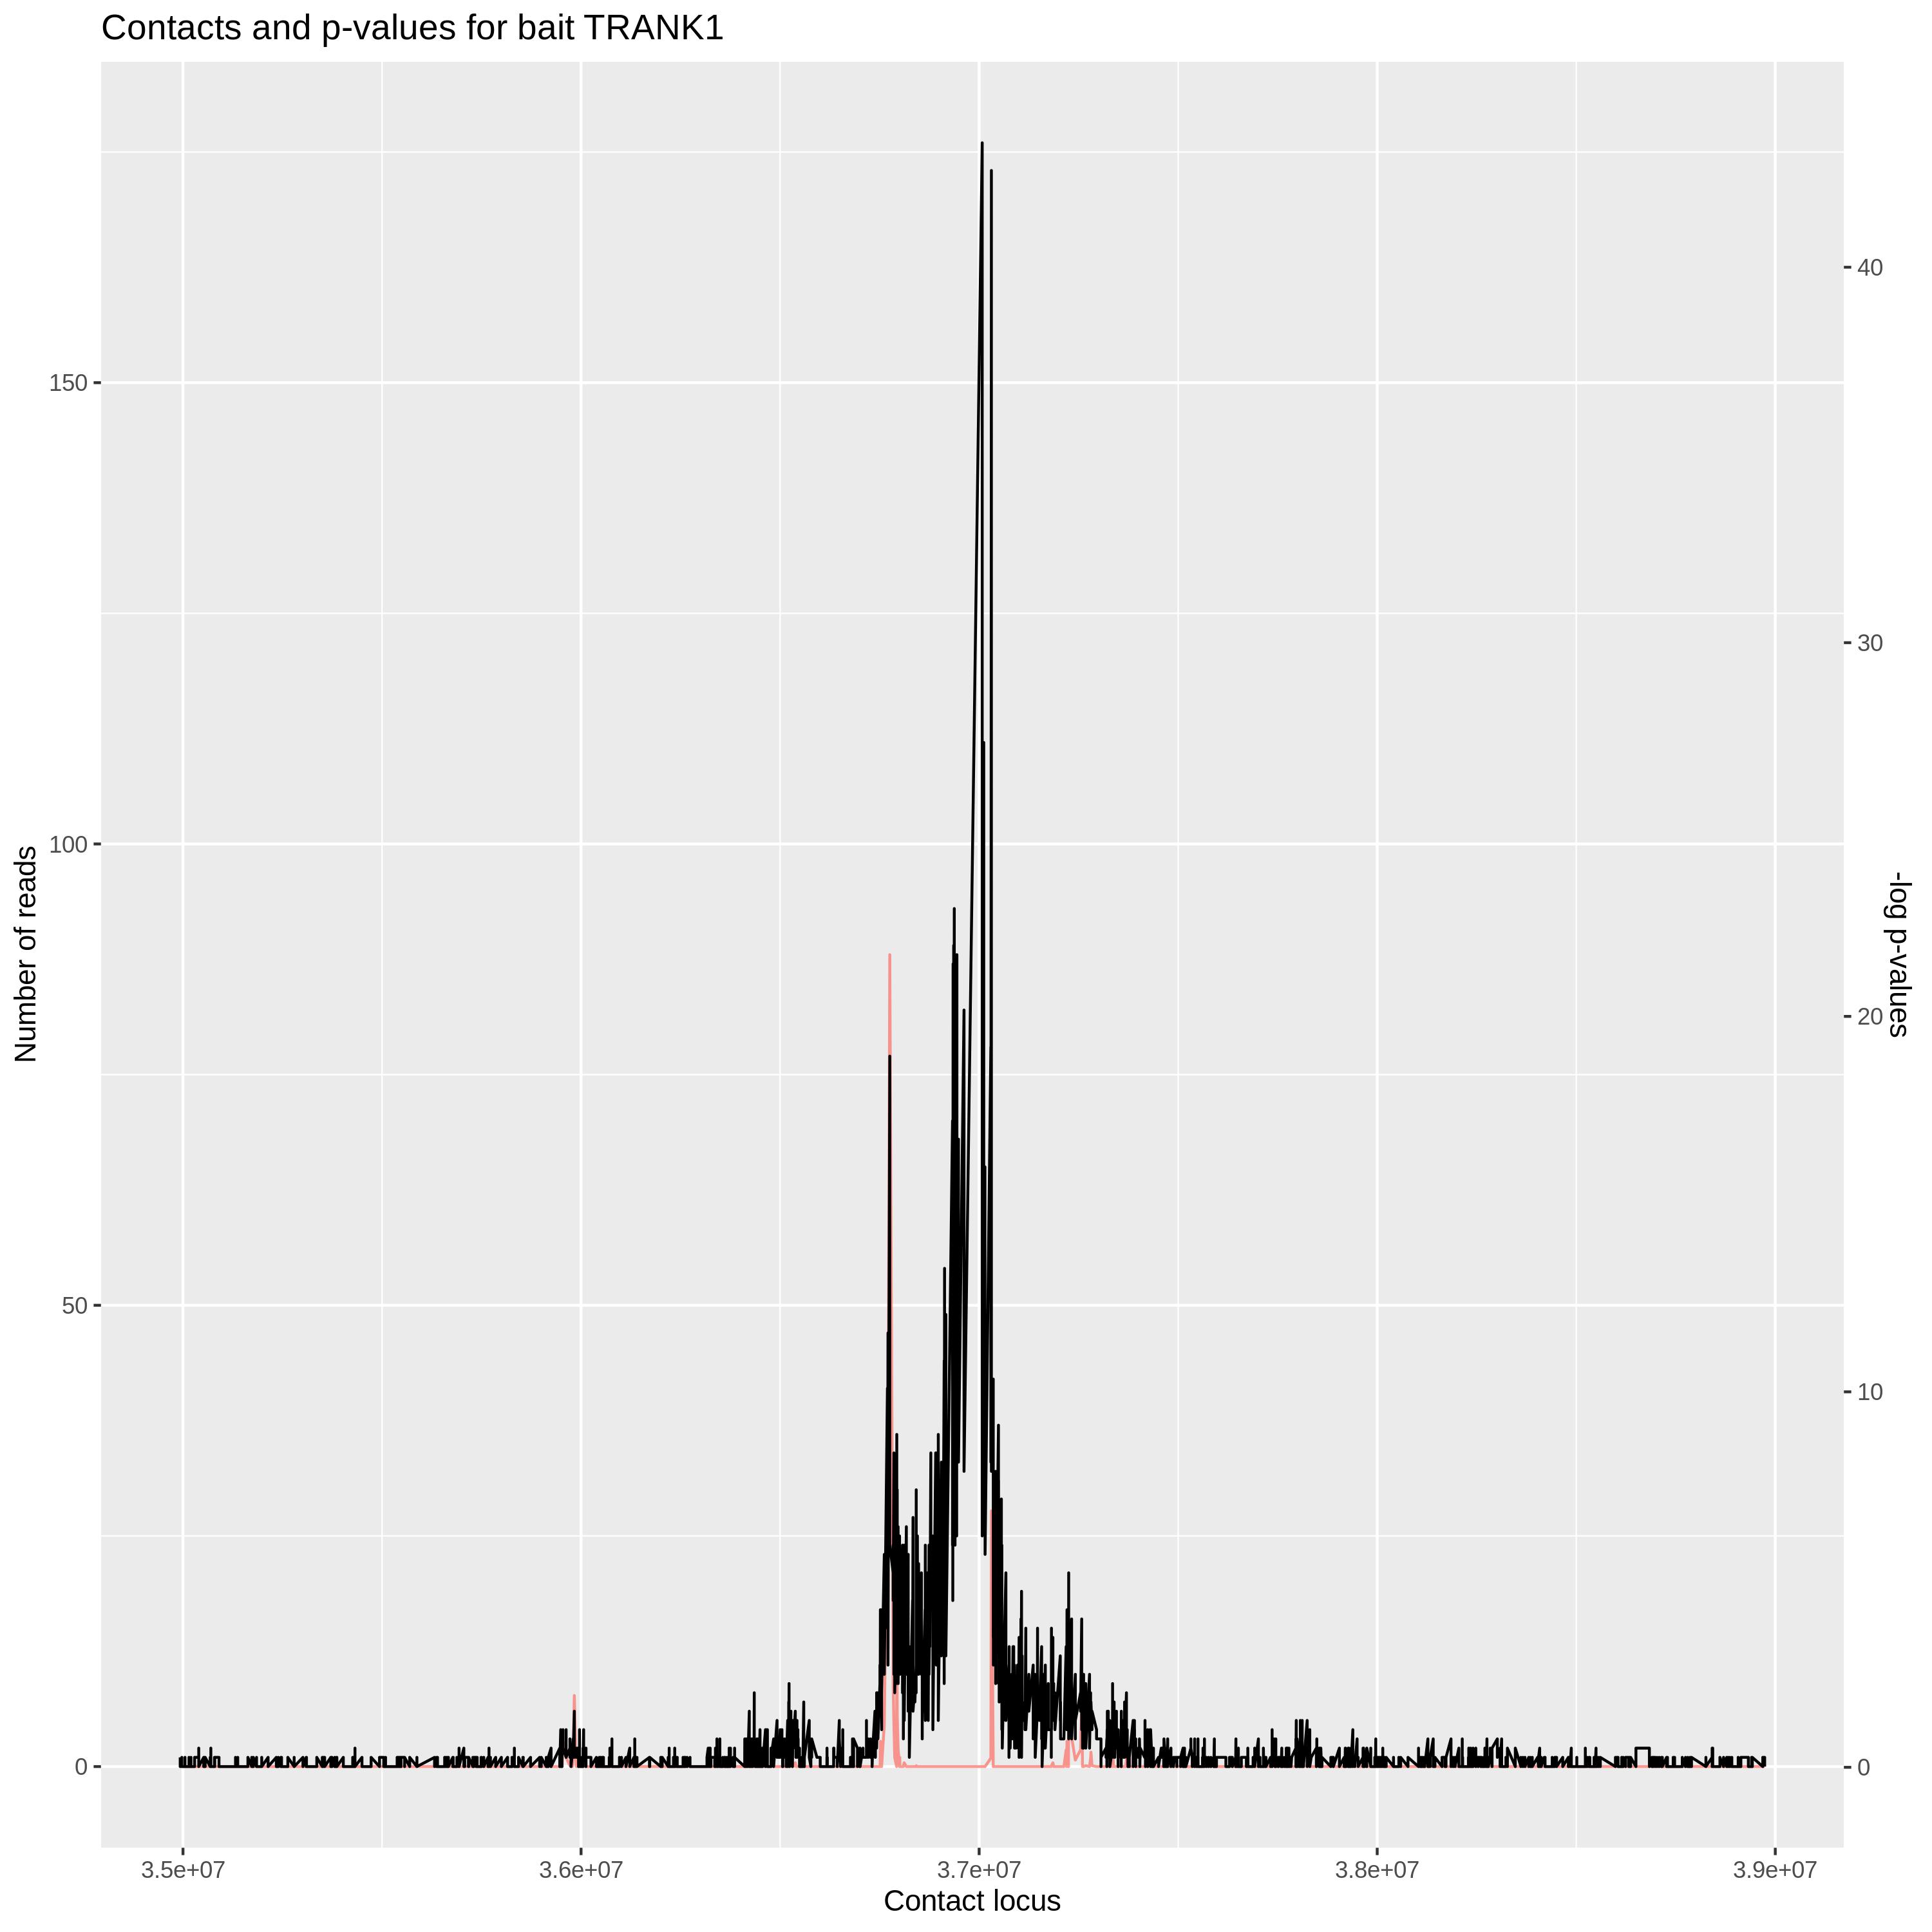 Contacts and p-values for bait TRANK1
Number of reads
150
100
50
0
40
30
20
10
0
-log p-values
3.5e+07 3.6e+07 3.7e+07 3.8e+07 3.9e+07
Contact locus